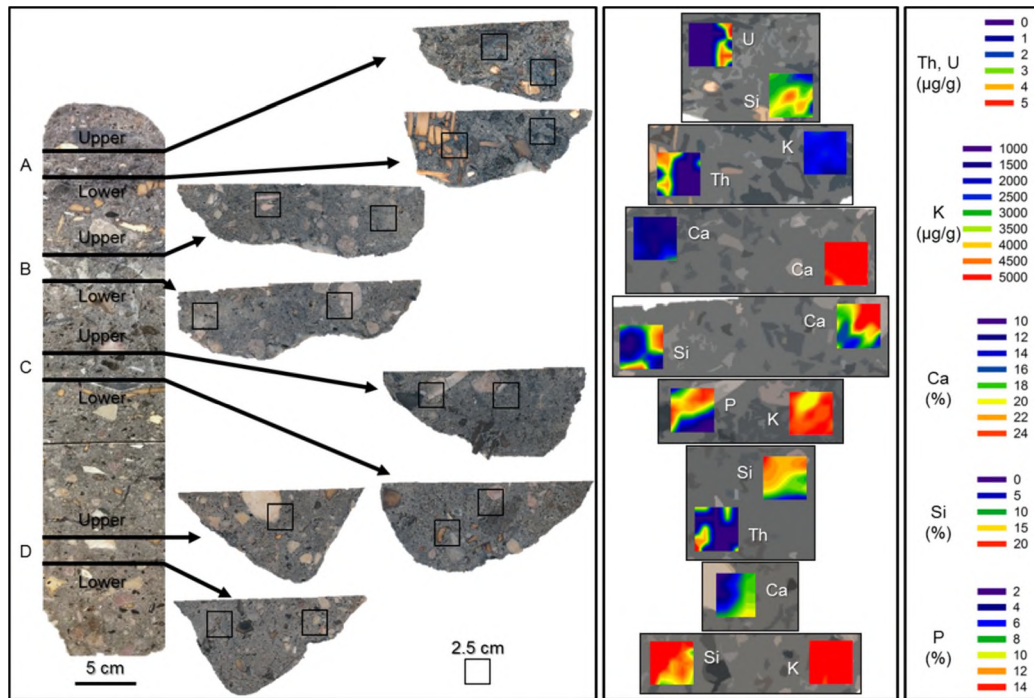 Upper
A
Lower
Upper
B
Lower
Upper
C
Lower
Upper
D
Lower
5 cm
2.5 cm
U
Si
K
Th
Ca
Ca
Ca
Si
P
K
Si
Th
Ca
Si
K
Th, U
(µg/g)
0
1
2
3
4
5
K
(µg/g)
1000
1500
2000
2500
3000
3500
4000
4500
5000
Ca
(%)
10
12
14
16
18
20
22
24
Si
(%)
0
5
10
15
20
P
(%)
2
4
6
8
10
12
14